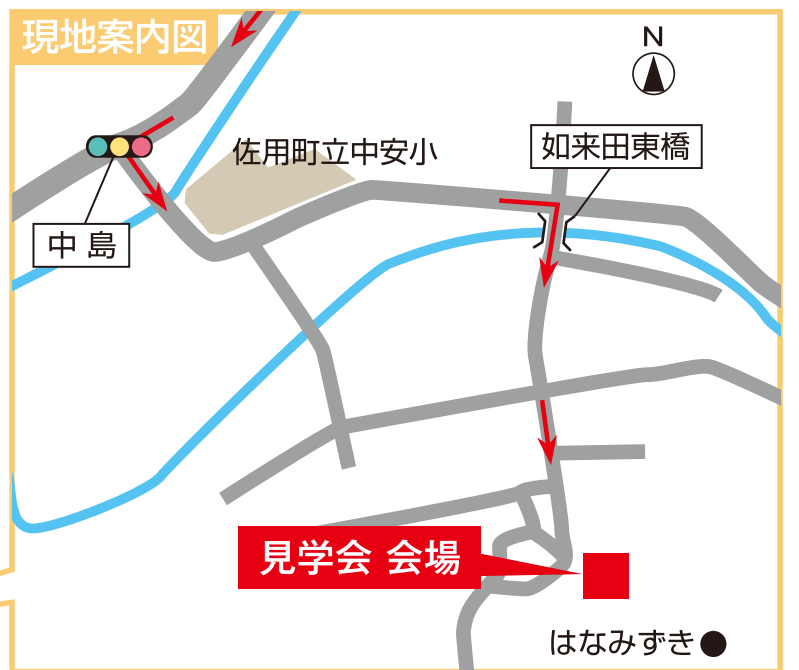 現地案内図
N
佐用町立中安小
如来田東橋
中島
見学会 会場
はなみずき